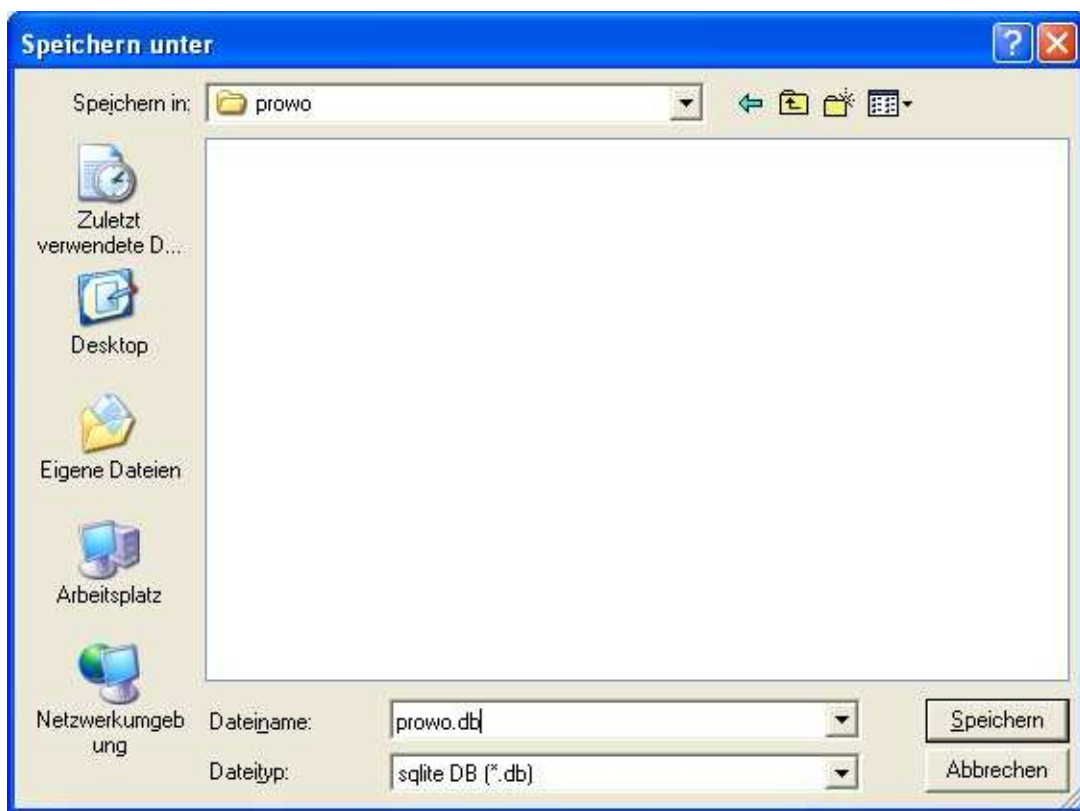 Speichern unter
Speichern in:
prowo
Zuletzt
verwendete D...
Desktop
Eigene Dateien
Arbeitsplatz
Netzwerkumgeb
ung
Dateiname:
prowo.db
Speichern
Dateityp:
sqlite DB (*.db)
Abbrechen